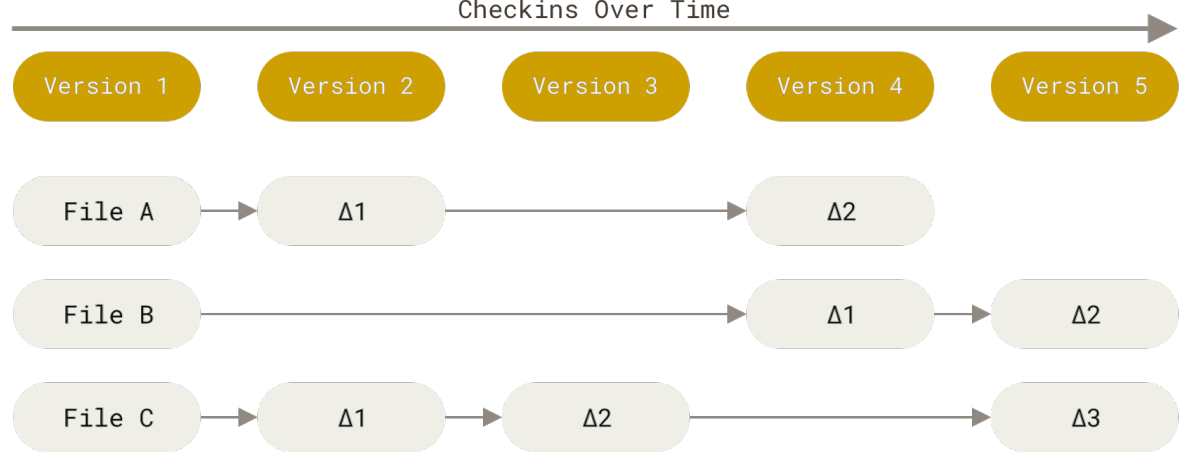 Checkins Over Time
Version 1 Version 2 Version 3 Version 4 Version 5
File A Δ1 Δ2
File B Δ1 Δ2
File C Δ1 Δ2 Δ3